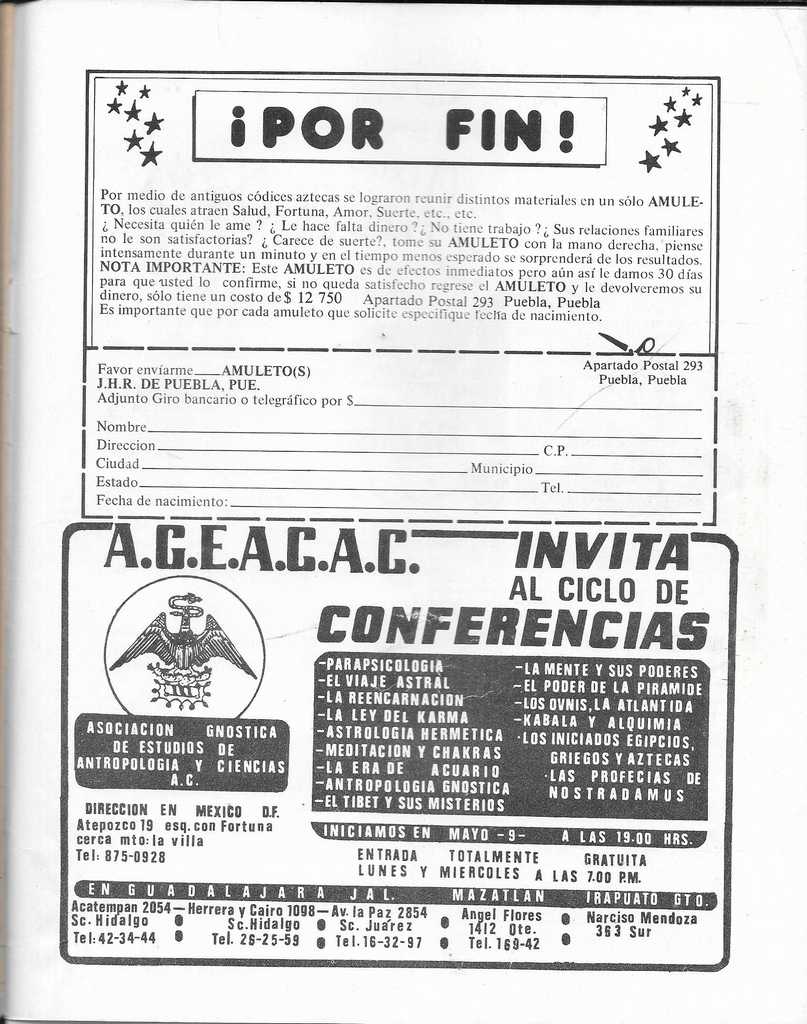 ¡POR FIN!
Por medio de antiguos códices aztecas se lograron reunir distintos materiales en un sólo AMULE-
TO, los cuales atraen Salud, Fortuna, Amor, Suerte, etc., etc.
¿ Necesita quién le ame ? ¿ Le hace falta dinero ?¿ No tiene trabajo ?¿ Sus relaciones familiares
no le son satisfactorias? ¿ Carece de suerte?, tome su AMULETO con la mano derecha, piense
intensamente durante un minuto y en el tiempo menos esperado se sorprenderá de los resultados.
NOTA IMPORTANTE: Este AMULETO es de efectos inmediatos pero aún así le damos 30 días
para que usted lo confirme, si no queda satisfecho regrese el AMULETO y le devolveremos su
dinero, sólo tiene un costo de $ 12 750 Apartado Postal 293 Puebla, Puebla
Es importante que por cada amuleto que solicite especifique fecha de nacimiento.
Apartado Postal 293
Puebla, Puebla
Favor envíarme____AMULETO(S)
J.H.R. DE PUEBLA, PUE.
Adjunto Giro bancario o telegráfico por $
Nombre
Direccion C.P.
Ciudad Municipio
Estado Tel.
Fecha de nacimiento:
A.G.E.A.C.A.C. INVITA
AL CICLO DE
CONFERENCIAS
-PARAPSICOLOGIA
-EL VIAJE ASTRAL
-LA REENCARNACION
-LA LEY DEL KARMA
-ASTROLOGIA HERMETICA
-MEDITACION Y CHAKRAS
-LA ERA DE ACUARIO
-ANTROPOLOGIA GNOSTICA
-EL TIBET Y SUS MISTERIOS
-LA MENTE Y SUS PODERES
-EL PODER DE LA PIRAMIDE
-LOS OVNIS, LA ATLANTIDA
-KABALA Y ALQUIMIA
·LOS INICIADOS EGIPCIOS,
GRIEGOS Y AZTECAS
·LAS PROFECIAS DE
NOSTRADAMUS
ASOCIACION GNOSTICA
DE ESTUDIOS DE
ANTROPOLOGIA Y CIENCIAS
A.C.
DIRECCION EN MEXICO D.F.
Atepozco 19 esq. con Fortuna
cerca mto: la villa
Tel: 875-0928
INICIAMOS EN MAYO -9- A LAS 19.00 HRS.
ENTRADA TOTALMENTE GRATUITA
LUNES Y MIERCOLES A LAS 7.00 P.M.
EN GUADALAJARA JAL. MAZATLAN IRAPUATO GTO.
Acatempan 2054—Herrera y Cairo 1098—Av. la Paz 2854
Sc. Hidalgo Sc. Hidalgo Sc. Juárez
Tel: 42-34-44 Tel. 26-25-59 Tel. 16-32-97
Angel Flores
1412 Ote.
Tel. 169-42
Narciso Mendoza
363 Sur